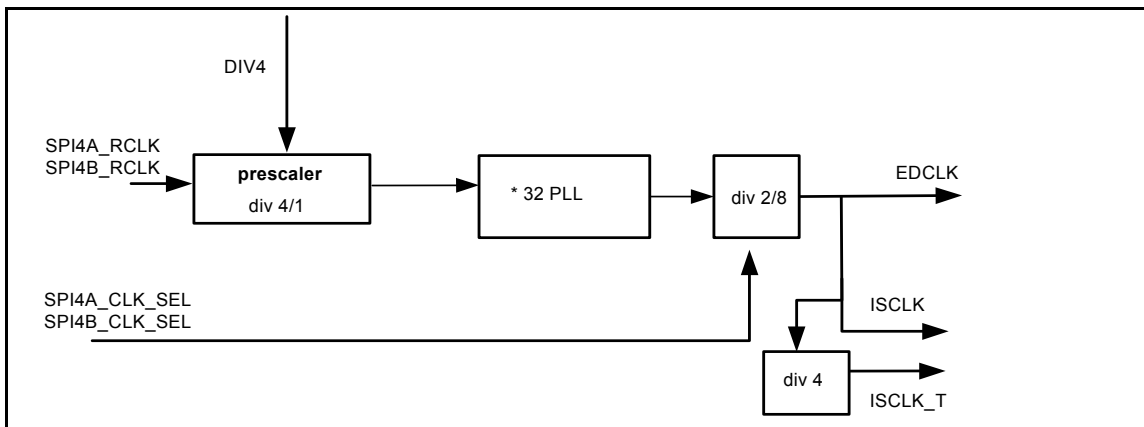 DIV4
SPI4A_RCLK
SPI4B_RCLK
prescaler
div 4/1
* 32 PLL
div 2/8
EDCLK
SPI4A_CLK_SEL
SPI4B_CLK_SEL
ISCLK
div 4
ISCLK_T